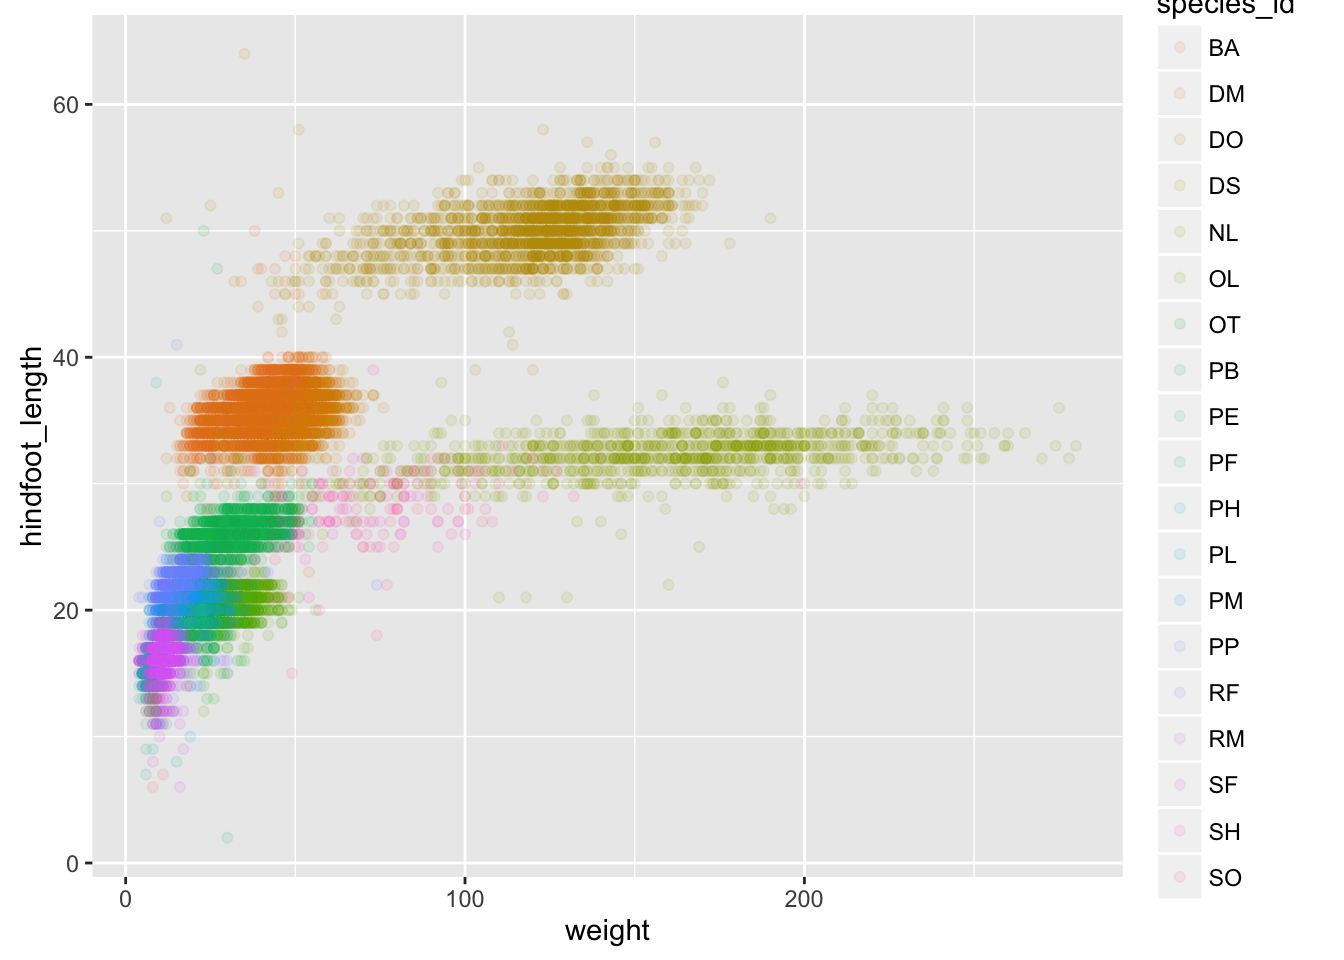 species_id
BA
DM
DO
DS
NL
OL
OT
PB
PE
PF
PH
PL
PM
PP
RF
RM
SF
SH
SO
hindfoot_length
60
40
20
0
0 100 200
weight